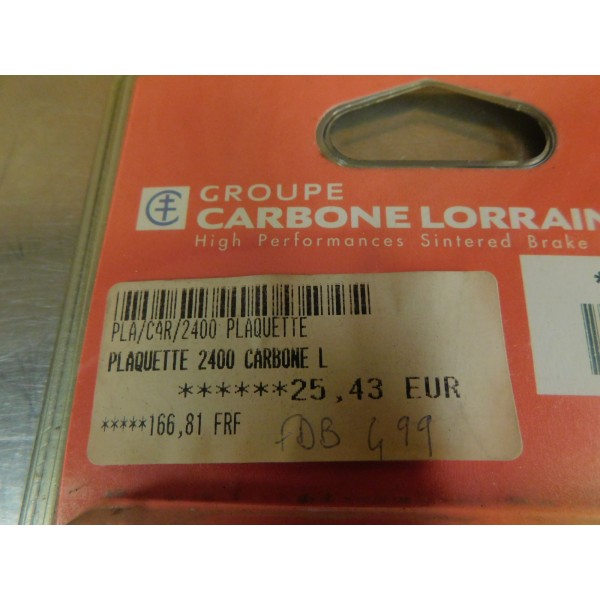 GROUPE
CARBONE LORRAIN
High Performances Sintered Brake
PLA/C4R/2400 PLAQUETTE
PLAQUETTE 2400 CARBONE L
******25,43 EUR
*****166,81 FRF
FDB 499